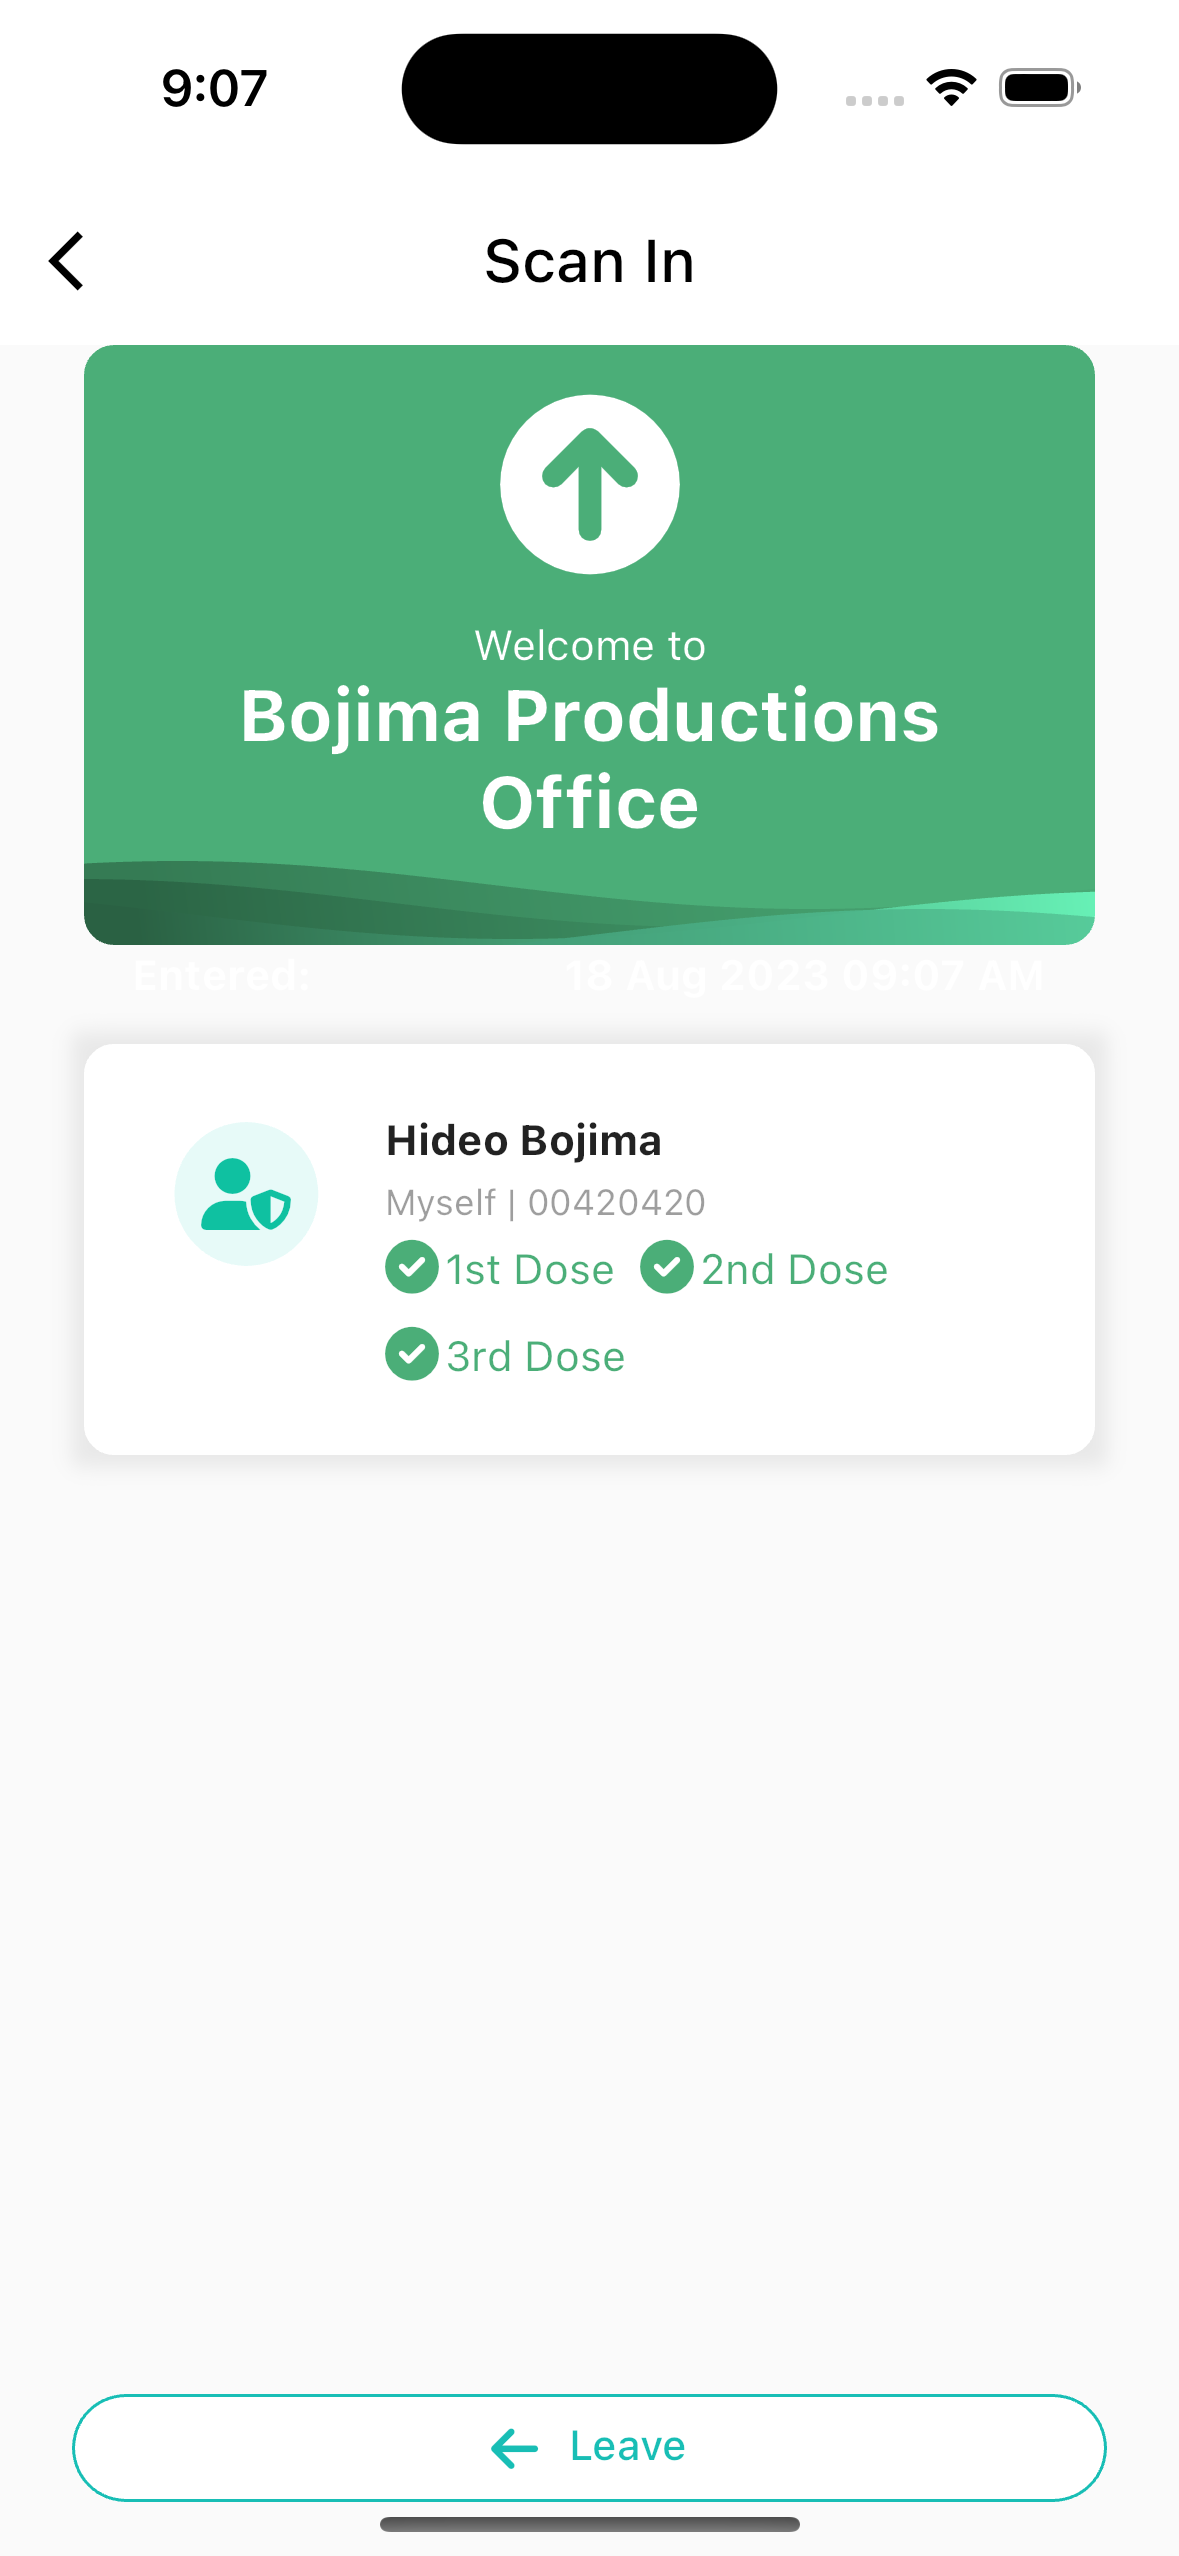 9:07
Scan In
Welcome to
Bojima Productions
Office
Entered: 18 Aug 2023 09:07 AM
Hideo Bojima
Myself | 00420420
1st Dose 2nd Dose
3rd Dose
Leave